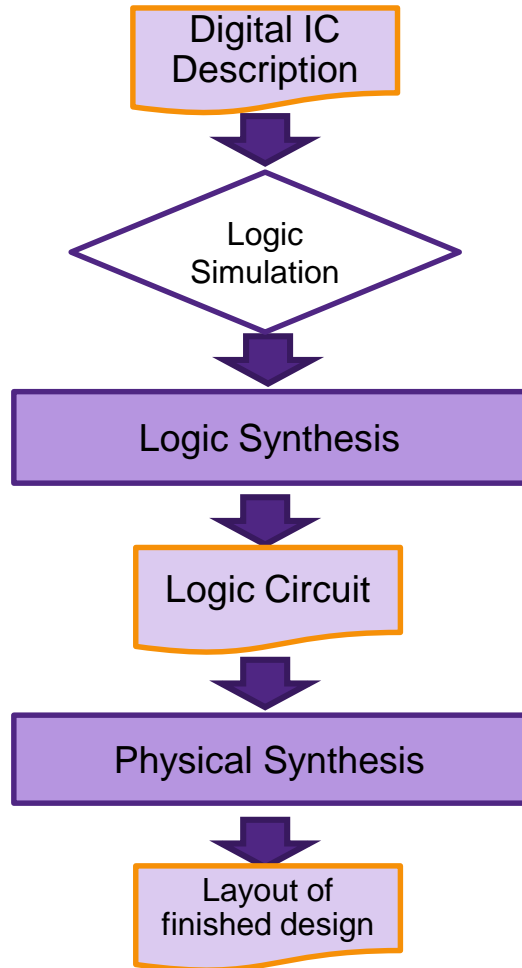 Digital IC
Description
Logic
Simulation
Logic Synthesis
Logic Circuit
Physical Synthesis
Layout of
finished design